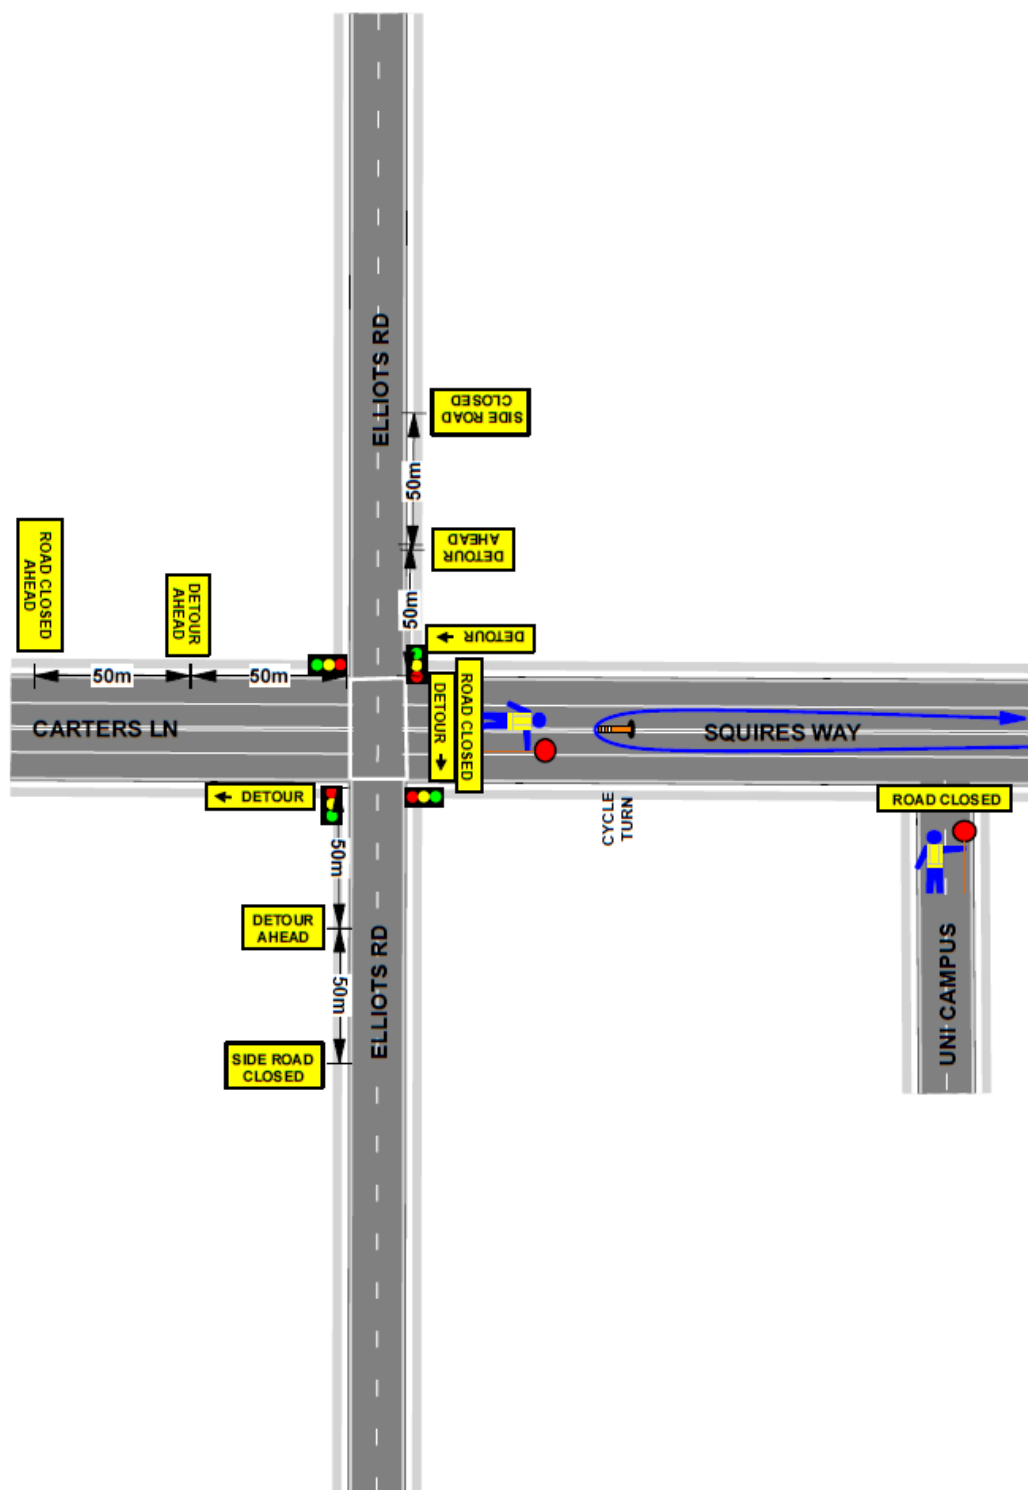 ELLIOTS RD
SIDE ROAD
CLOSED
50m
DETOUR
AHEAD
50m
DETOUR
ROAD CLOSED
AHEAD
DETOUR
AHEAD
50m
50m
CARTERS LN
DETOUR
ROAD CLOSED
SQUIRES WAY
DETOUR
CYCLE
TURN
ROAD CLOSED
50m
DETOUR
AHEAD
50m
ELLIOTS RD
SIDE ROAD
CLOSED
UNI CAMPUS